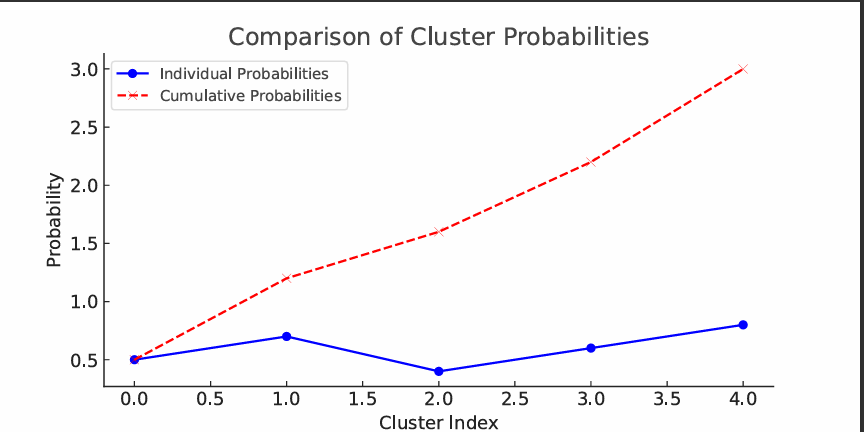 Comparison of Cluster Probabilities
Individual Probabilities
Cumulative Probabilities
Probability
3.0
2.5
2.0
1.5
1.0
0.5
0.0 0.5 1.0 1.5 2.0 2.5 3.0 3.5 4.0
Cluster Index